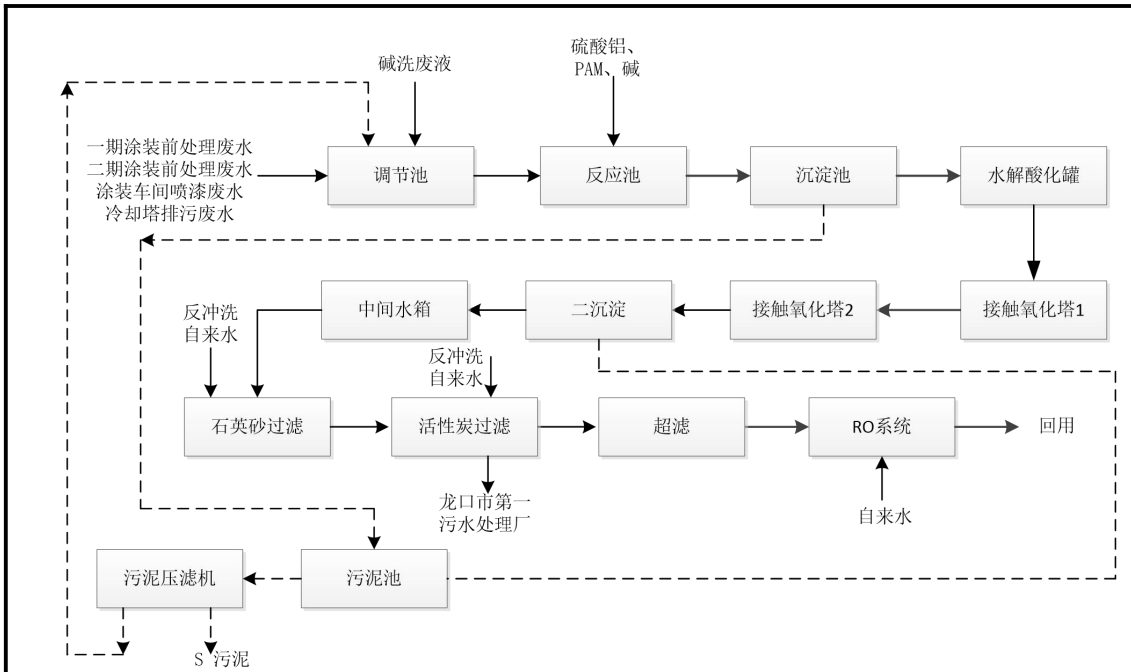 碱洗废液
硫酸铝、
PAM、碱
一期涂装前处理废水
二期涂装前处理废水
涂装车间喷漆废水
冷却塔排污废水
调节池
反应池
沉淀池
水解酸化罐
反冲洗
自来水
中间水箱
二沉淀
接触氧化塔2
接触氧化塔1
反冲洗
自来水
石英砂过滤
活性炭过滤
超滤
RO系统
回用
龙口市第一
污水处理厂
自来水
污泥压滤机
污泥池
S 污泥